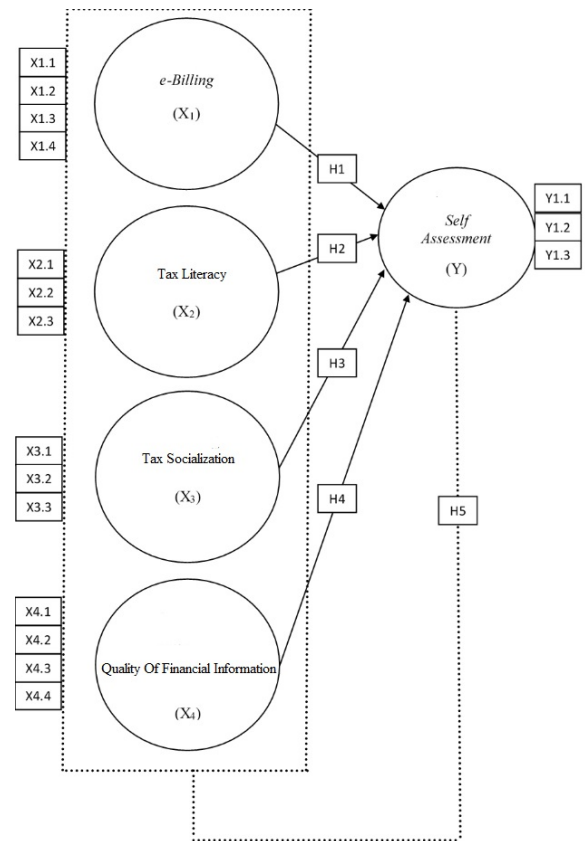 X1.1
X1.2
X1.3
X1.4
e-Billing
(X₁)
H1
X2.1
X2.2
X2.3
Tax Literacy
(X₂)
H2
Self
Assessment
(Y)
Y1.1
Y1.2
Y1.3
X3.1
X3.2
X3.3
Tax Socialization
(X₃)
H3
X4.1
X4.2
X4.3
X4.4
Quality Of Financial Information
(X₄)
H4
H5